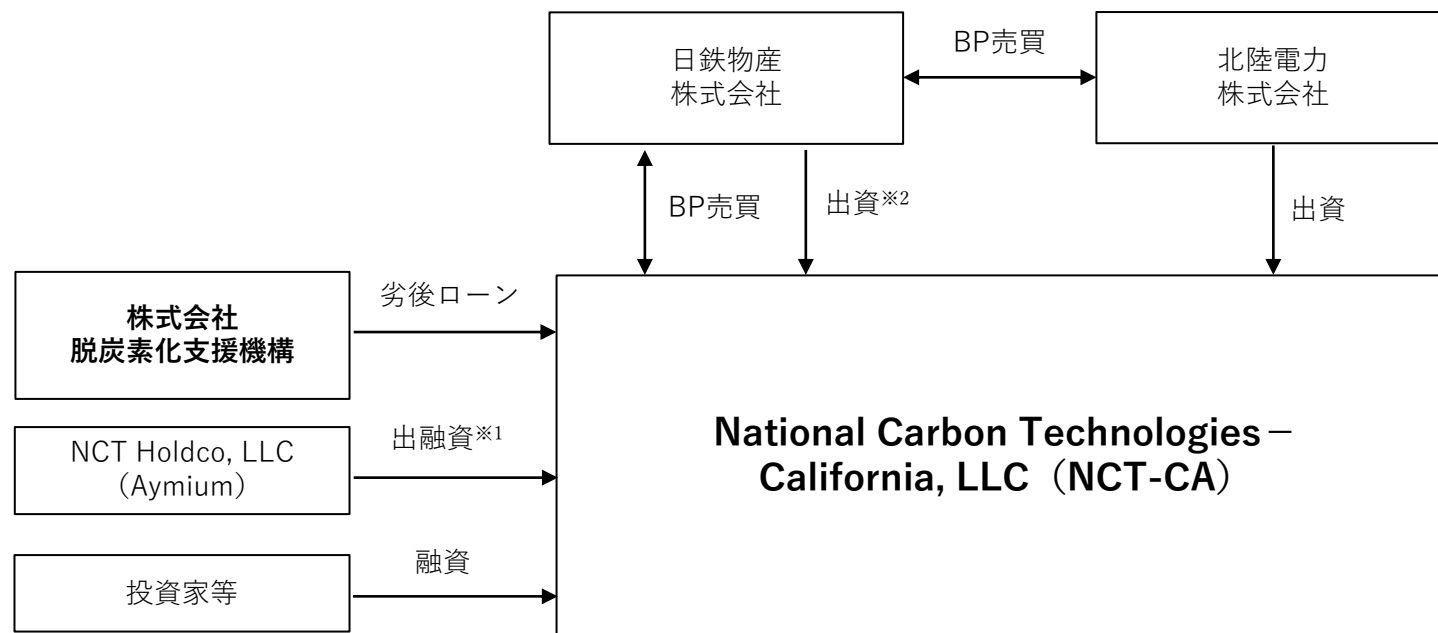 日鉄物産
株式会社
BP売買
北陸電力
株式会社
BP売買
出資※2
出資
株式会社
脱炭素化支援機構
劣後ローン
NCT Holdco, LLC
（Aymium）
出融資※1
National Carbon Technologies –
California, LLC（NCT-CA）
投資家等
融資